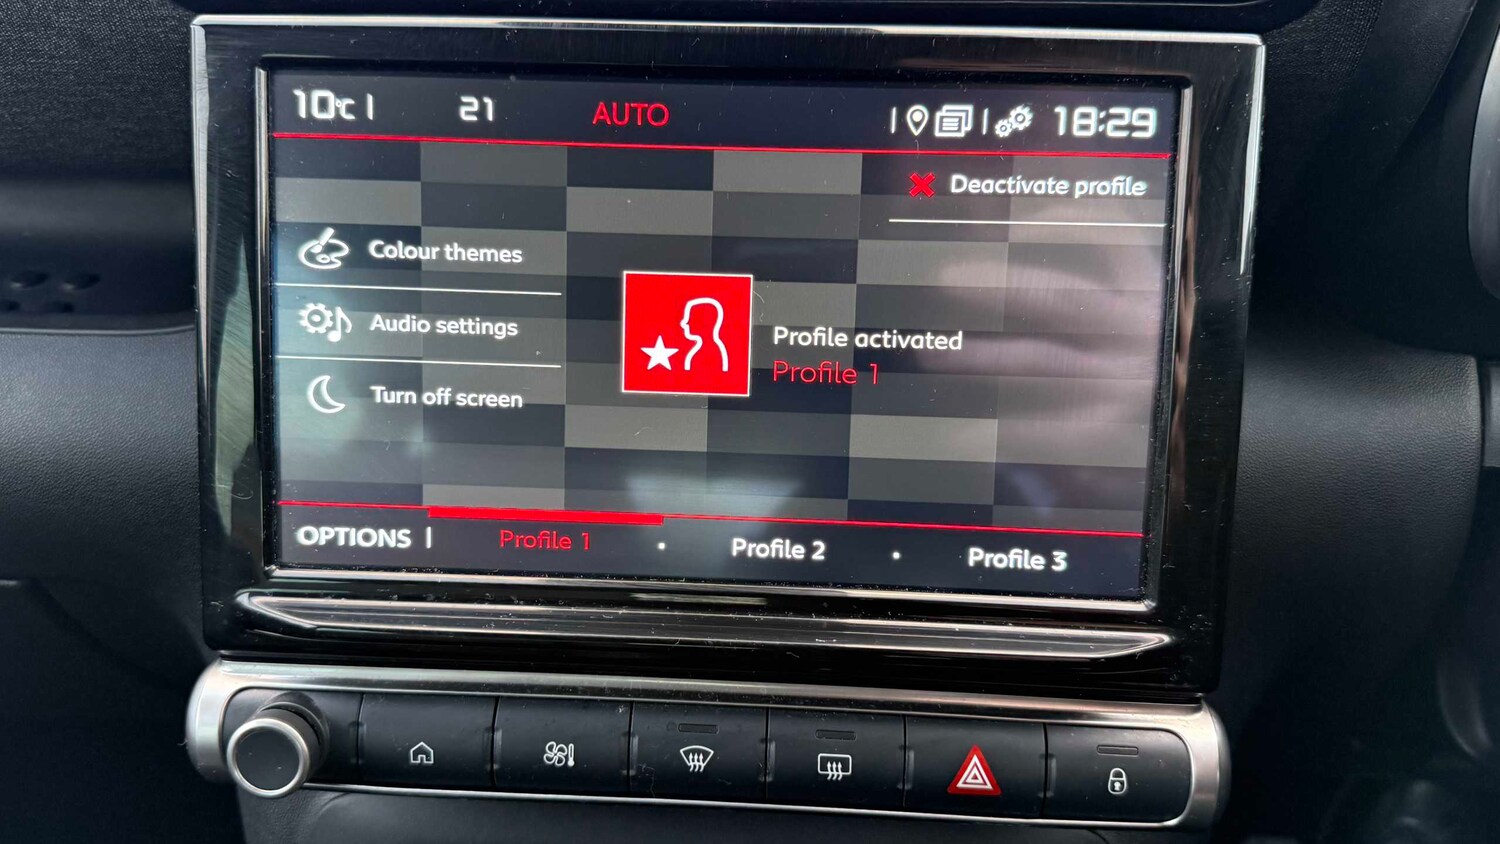 10°C 21 AUTO 18:29
Deactivate profile
Colour themes
Audio settings
Turn off screen
Profile activated
Profile 1
OPTIONS Profile 1 Profile 2 Profile 3